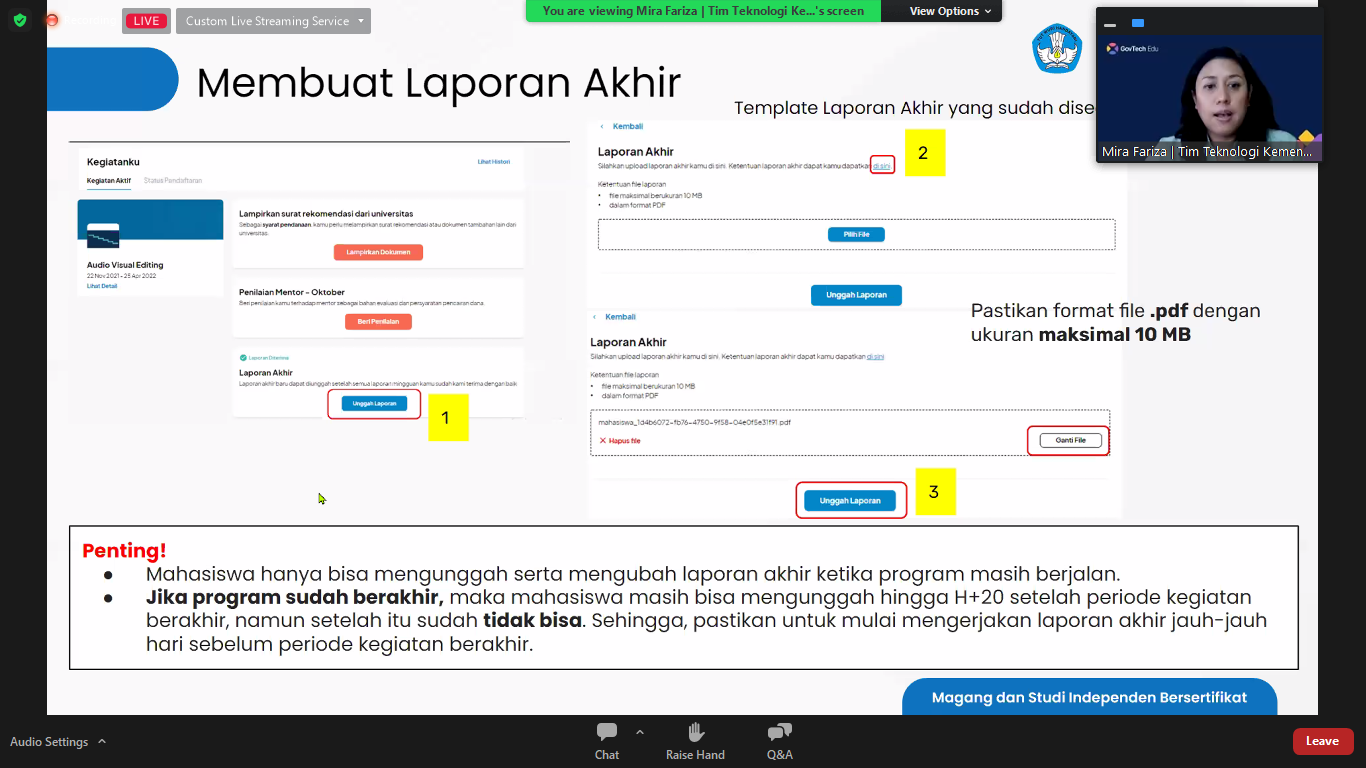 LIVE
Custom Live Streaming Service
You are viewing Mira Fariza | Tim Teknologi Ke...'s screen
View Options
GovTech Edu
Mira Fariza | Tim Teknologi Kemen...
Membuat Laporan Akhir
Template Laporan Akhir yang sudah
Kegiatanku
Lihat Histori
Kegiatan Aktif
Status Pendaftaran
Audio Visual Editing
22 Nov 2021 - 25 Apr 2022
Lihat Detail
Lampirkan surat rekomendasi dari universitas
Sebagai syarat pendanaan, kamu perlu melampirkan surat rekomendasi atau dokumen tambahan lain dari
universitas.
Lampirkan Dokumen
Penilaian Mentor - Oktober
Beri penilaian kamu terhadap mentor sebagai bahan evaluasi dan persyaratan pencairan dana.
Beri Penilaian
Laporan Diterima
Laporan Akhir
Laporan akhir baru dapat diunggah setelah semua laporan mingguan kamu sudah kami terima dengan baik
Unggah Laporan
1
Kembali
Laporan Akhir
Silahkan upload laporan akhir kamu di sini. Ketentuan laporan akhir dapat kamu dapatkan di sini
2
Ketentuan file laporan
• file maksimal berukuran 10 MB
• dalam format PDF
Pilih File
Unggah Laporan
Kembali
Laporan Akhir
Silahkan upload laporan akhir kamu di sini. Ketentuan laporan akhir dapat kamu dapatkan di sini
Ketentuan file laporan
• file maksimal berukuran 10 MB
• dalam format PDF
mahasiswa_1d4b6072-fb76-4750-9f58-04e0f5e31f91.pdf
Hapus file
Ganti File
Unggah Laporan
3
Pastikan format file .pdf dengan
ukuran maksimal 10 MB
Penting!
● Mahasiswa hanya bisa mengunggah serta mengubah laporan akhir ketika program masih berjalan.
● Jika program sudah berakhir, maka mahasiswa masih bisa mengunggah hingga H+20 setelah periode kegiatan
berakhir, namun setelah itu sudah tidak bisa. Sehingga, pastikan untuk mulai mengerjakan laporan akhir jauh-jauh
hari sebelum periode kegiatan berakhir.
Magang dan Studi Independen Bersertifikat
Audio Settings
Chat
Raise Hand
Q&A
Leave